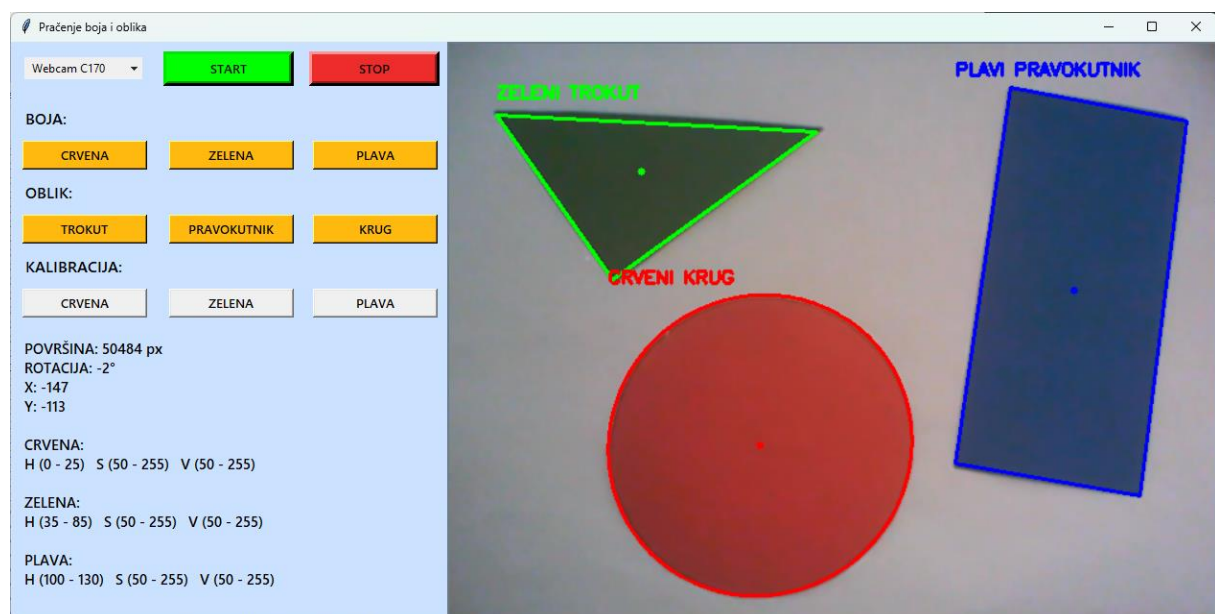 Pračenje boja i oblika
Webcam C170
START
STOP
BOJA:
CRVENA
ZELENA
PLAVA
OBLIK:
TROKUT
PRAVOKUTNIK
KRUG
KALIBRACIJA:
CRVENA
ZELENA
PLAVA
POVRŠINA: 50484 px
ROTACIJA: -2°
X: -147
Y: -113
CRVENA:
H (0 - 25) S (50 - 255) V (50 - 255)
ZELENA:
H (35 - 85) S (50 - 255) V (50 - 255)
PLAVA:
H (100 - 130) S (50 - 255) V (50 - 255)
ZELENI TROKUT
PLAVI PRAVOKUTNIK
CRVENI KRUG